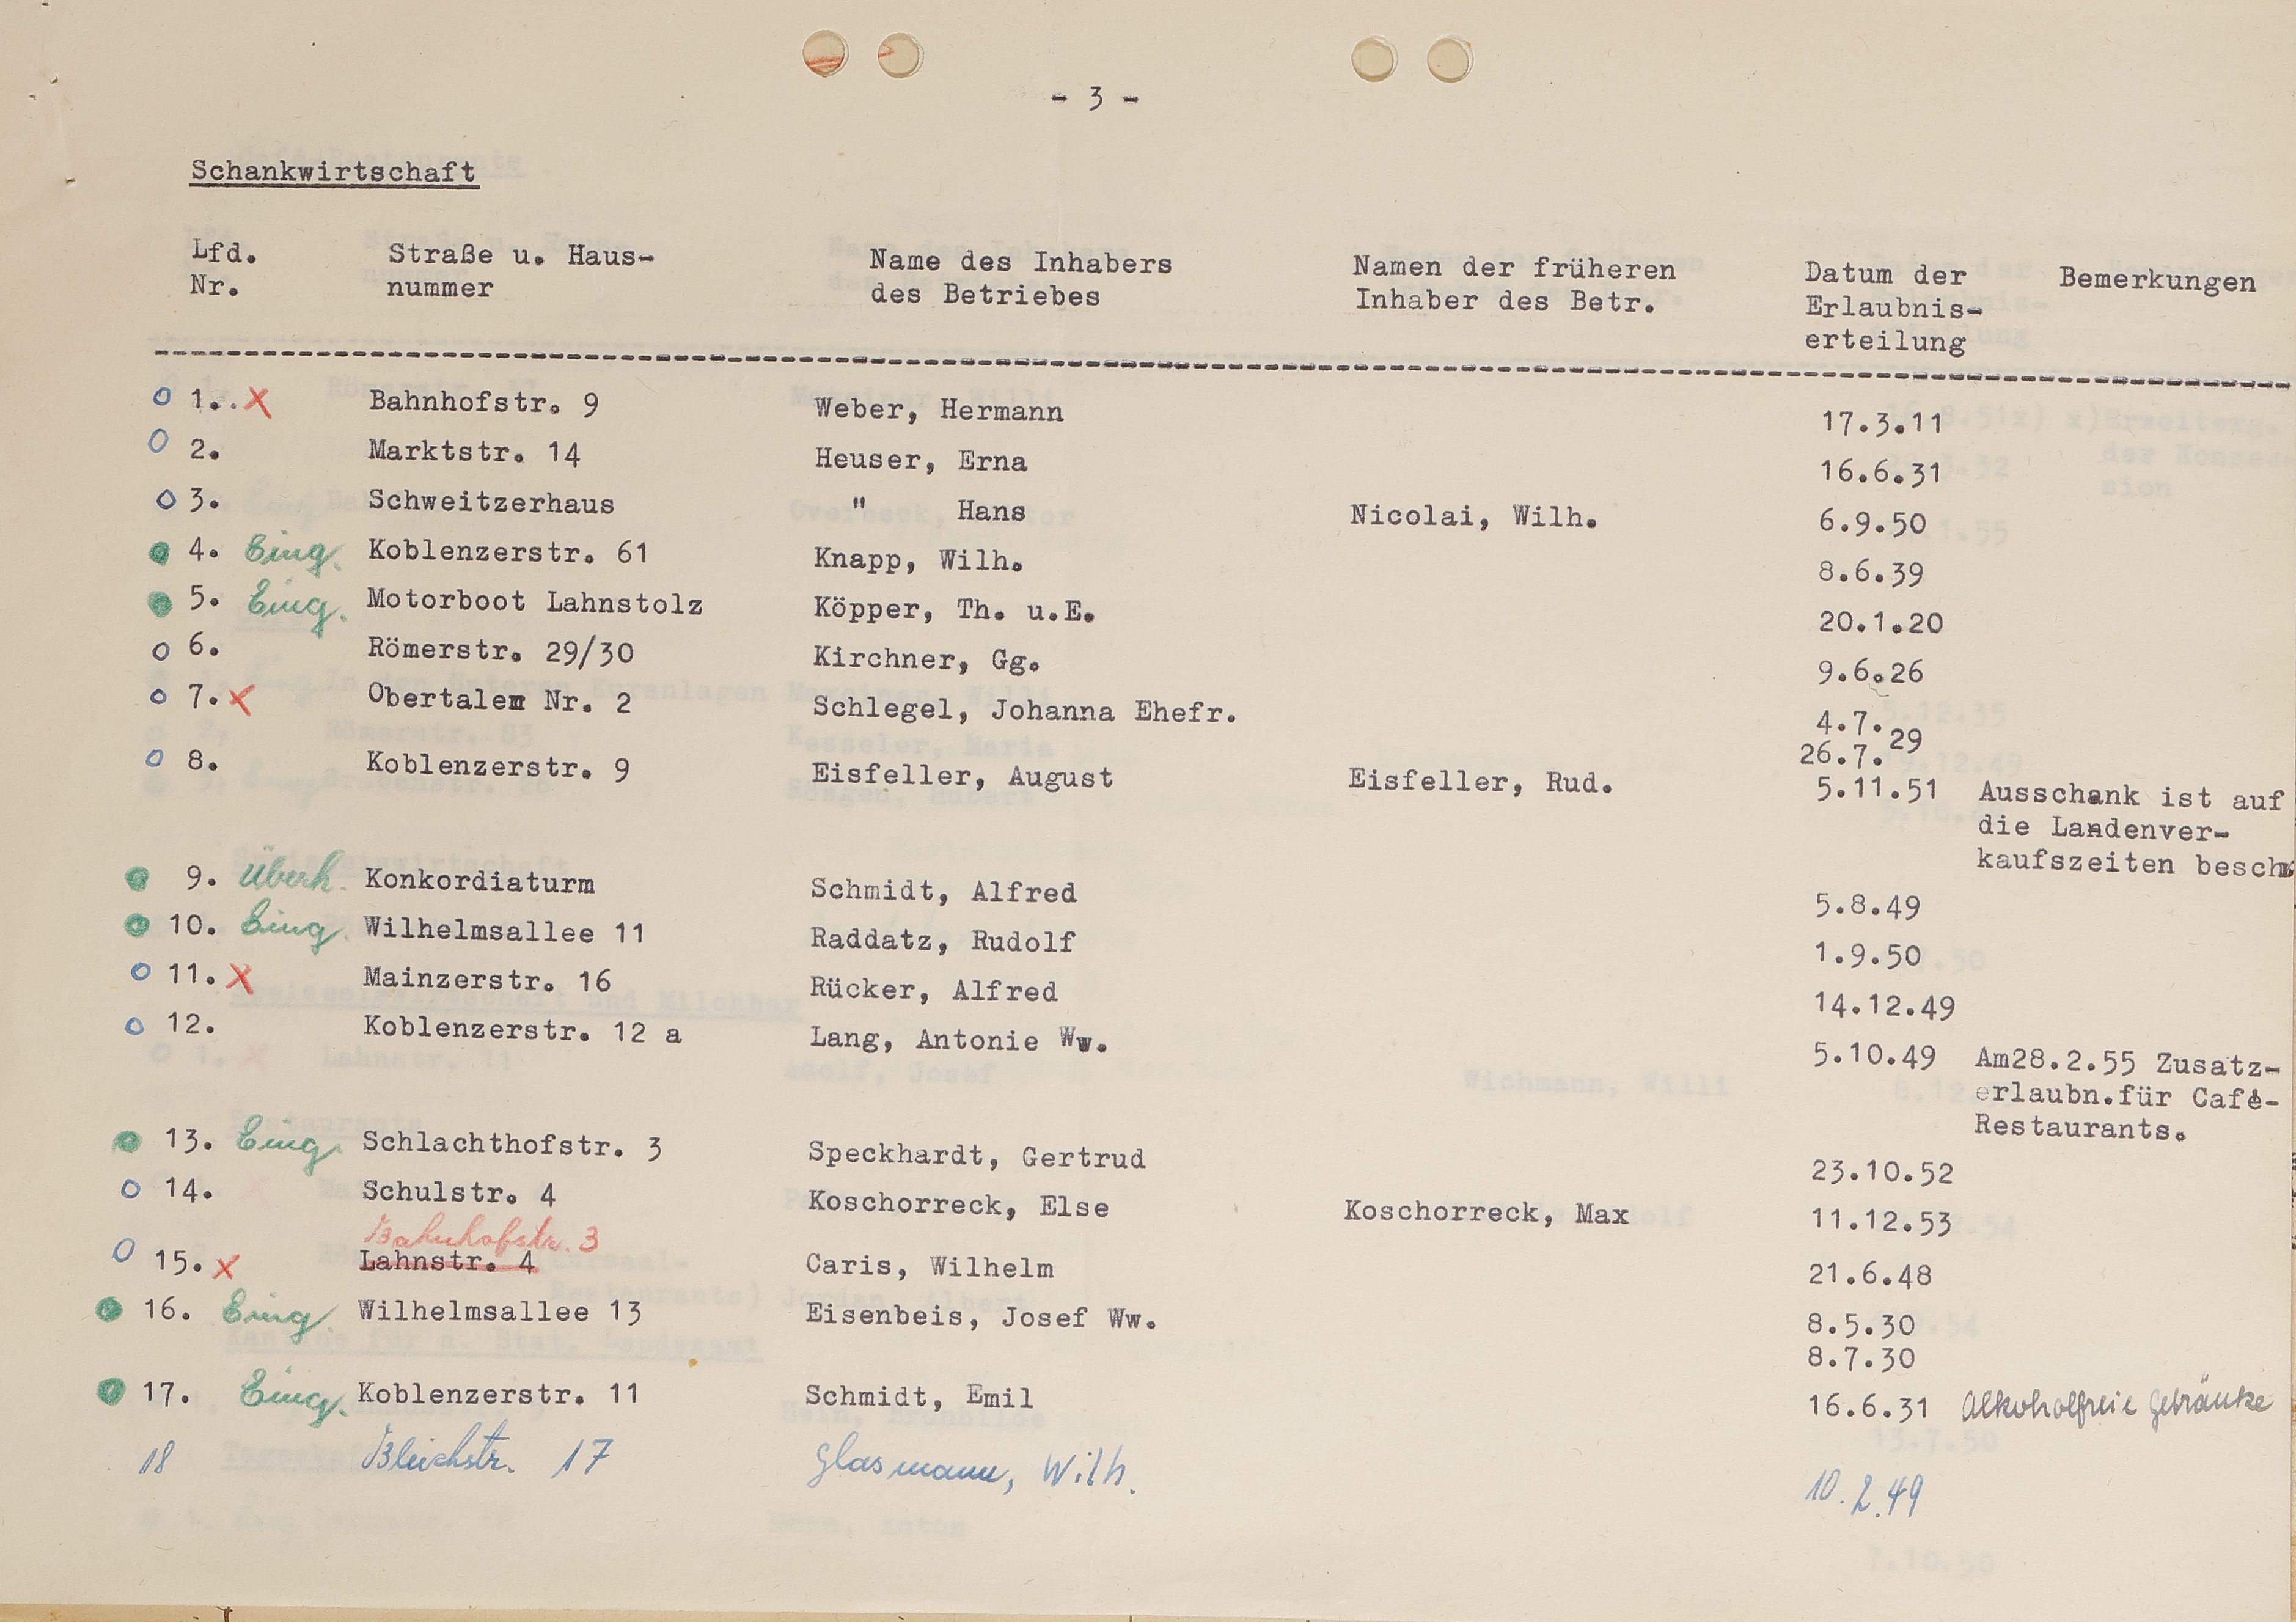 - 3 -
Schankwirtschaft
Lfd. Straße u. Haus- Name des Inhabers Namen der früheren Datum der Bemerkungen
Nr. nummer des Betriebes Inhaber des Betr. Erlaubnis-
erteilung
1. x Bahnhofstr. 9 Weber, Hermann 17.3.11
2. Marktstr. 14 Heuser, Erna 16.6.31
3. Schweitzerhaus " Hans Nicolai, Wilh. 6.9.50
4. Eing. Koblenzerstr. 61 Knapp, Wilh. 8.6.39
5. Eing. Motorboot Lahnstolz Köpper, Th. u.E. 20.1.20
6. Römerstr. 29/30 Kirchner, Gg. 9.6.26
7. x Obertalem Nr. 2 Schlegel, Johanna Ehefr. 4.7. 29
26.7.
8. Koblenzerstr. 9 Eisfeller, August Eisfeller, Rud. 5.11.51 Ausschank ist auf
die Landenver-
kaufszeiten beschr
9. Überh. Konkordiaturm Schmidt, Alfred 5.8.49
10. Eing. Wilhelmsallee 11 Raddatz, Rudolf 1.9.50
11. x Mainzerstr. 16 Rücker, Alfred 14.12.49
12. Koblenzerstr. 12 a Lang, Antonie Ww. 5.10.49 Am28.2.55 Zusatz-
erlaubn.für Café-
Restaurants.
13. Eing. Schlachthofstr. 3 Speckhardt, Gertrud 23.10.52
14. Schulstr. 4 Koschorreck, Else Koschorreck, Max 11.12.53
Bahnhofstr. 3
15. x Lahnstr. 4 Caris, Wilhelm 21.6.48
16. Eing. Wilhelmsallee 13 Eisenbeis, Josef Ww. 8.5.30
8.7.30
17. Eing. Koblenzerstr. 11 Schmidt, Emil 16.6.31 Alkoholfreie Getränke
18 Bleichstr. 17 Glasmann, Wilh. 10.2.49